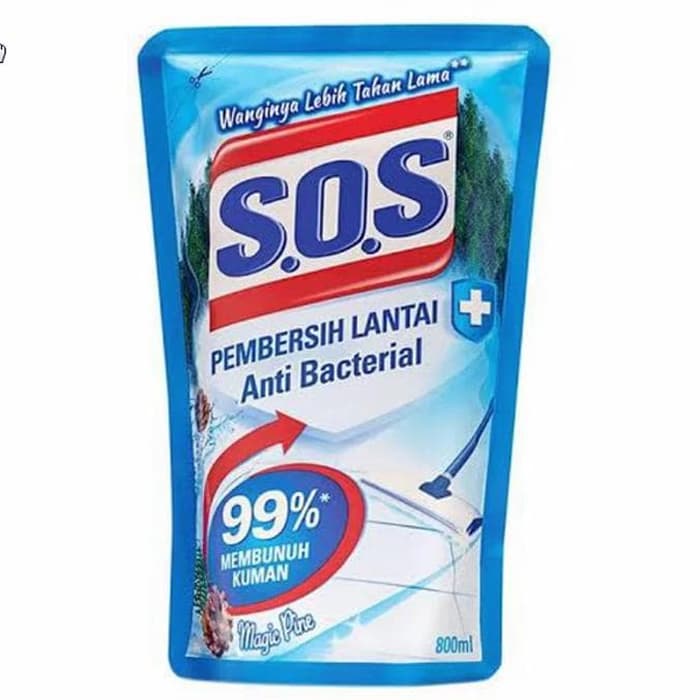 Wanginya Lebih Tahan Lama**
S.O.S®
PEMBERSIH LANTAI
Anti Bacterial
99%*
MEMBUNUH
KUMAN
Magic Pine
800ml